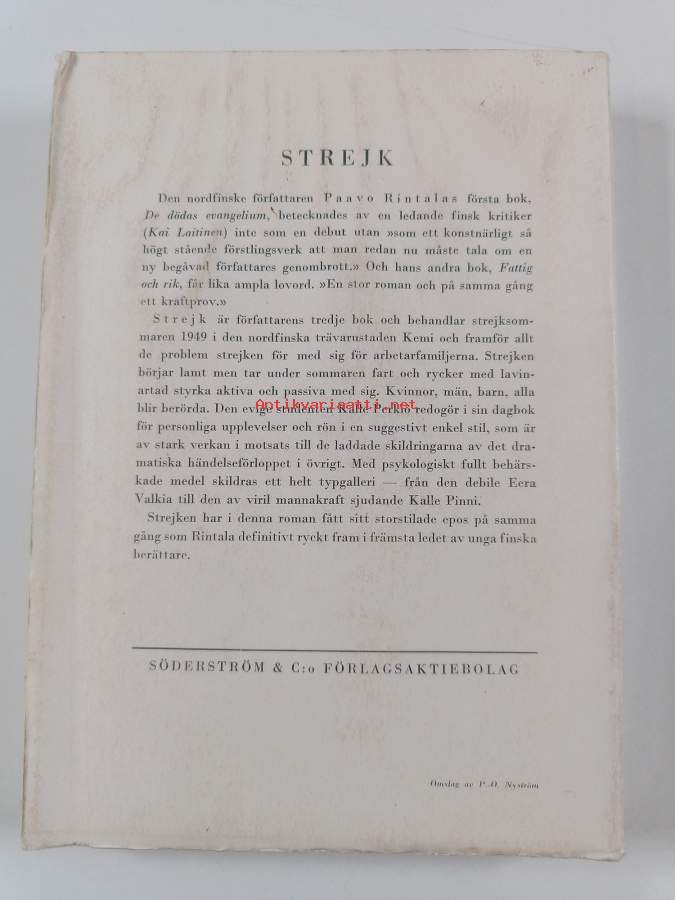 STREJK
Den nordfinske författaren Paavo Rintalas första bok,
De dödas evangelium, betecknades av en ledande finsk kritiker
(Kai Laitinen) inte som en debut utan »som ett konstnärligt så
högt stående förstlingsverk att man redan nu måste tala om en
ny begåvad författares genombrott.» Och hans andra bok, Fattig
och rik, får lika ampla lovord. »En stor roman och på samma gång
ett kraftprov.»
Strejk är författarens tredje bok och behandlar strejksom-
maren 1949 i den nordfinska trävarustaden Kemi och framför allt
de problem strejken för med sig för arbetarfamiljerna. Strejken
börjar lamt men tar under sommaren fart och rycker med lavin-
artad styrka aktiva och passiva med sig. Kvinnor, män, barn, alla
blir berörda. Den evige studenten Kalle Perkiö redogör i sin dagbok
Antikvariaatti.net
för personliga upplevelser och rön i en suggestivt enkel stil, som är
av stark verkan i motsats till de laddade skildringarna av det dra-
matiska händelseförloppet i övrigt. Med psykologiskt fullt behärs-
kade medel skildras ett helt typgalleri — från den debile Eera
Valkia till den av viril mannakraft sjudande Kalle Pinni.
Strejken har i denna roman fått sitt storstilade epos på samma
gång som Rintala definitivt ryckt fram i främsta ledet av unga finska
berättare.
SÖDERSTRÖM & C:o FÖRLAGSAKTIEBOLAG
Omslag av P.-O. Nyström